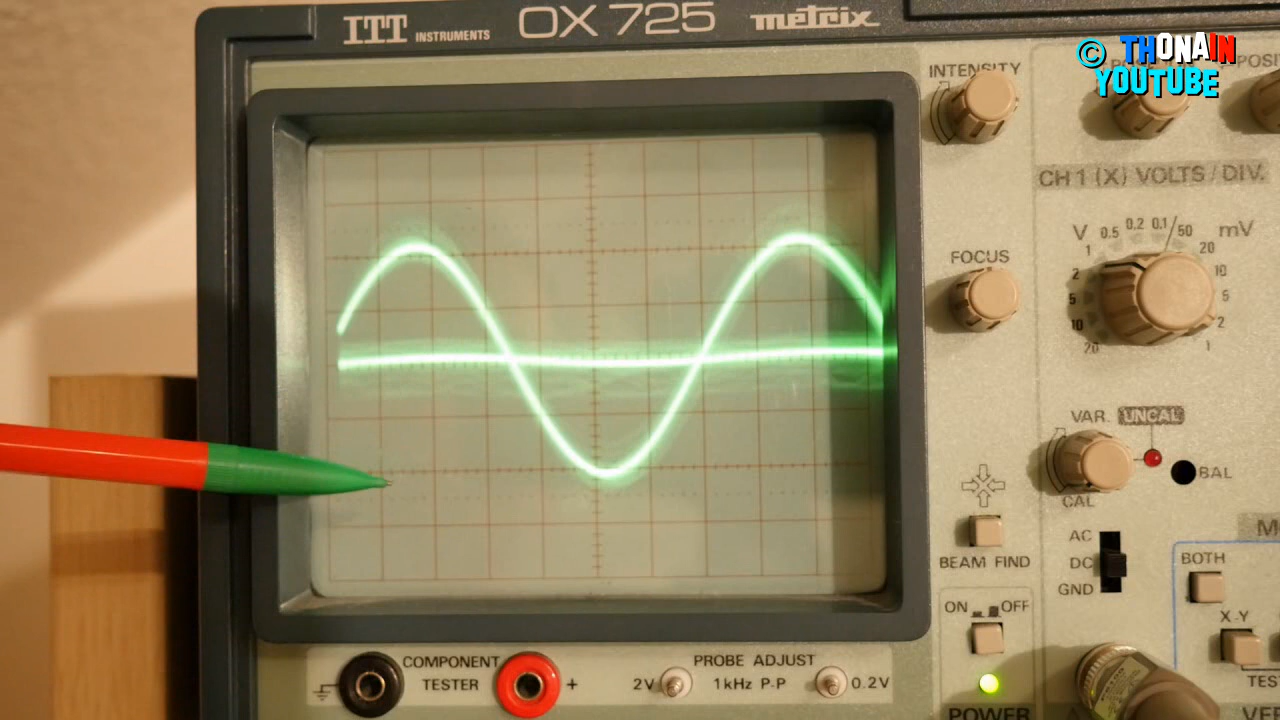 ITT INSTRUMENTS OX 725 metrix
© THONAIN
YOUTUBE
INTENSITY
CH 1 (X) VOLTS / DIV.
V 0.5 0.2 0.1 50 mV
1 20
2 10
5 5
10 2
20 1
FOCUS
VAR. UNCAL
BAL
CAL
AC
DC
GND
BEAM FIND
BOTH
ON OFF
X-Y
COMPONENT
TESTER +
PROBE ADJUST
2V 1kHz P-P 0.2V
POWER